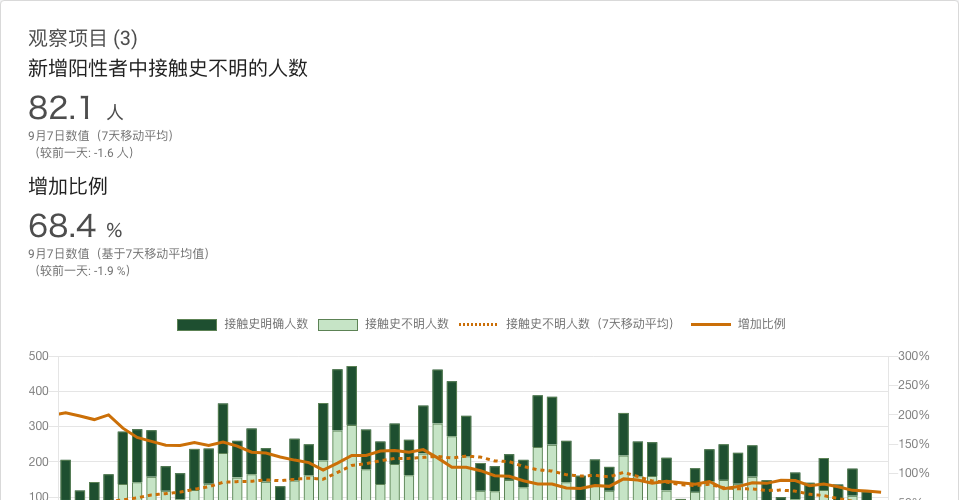 观察项目 (3)
新增阳性者中接触史不明的人数
82.1 人
9月7日数值（7天移动平均）
（较前一天: -1.6 人）
增加比例
68.4 %
9月7日数值（基于7天移动平均值）
（较前一天: -1.9 %）
接触史明确人数 接触史不明人数 接触史不明人数（7天移动平均） 增加比例
500 300%
250%
400
200%
300
150%
200
100%
100